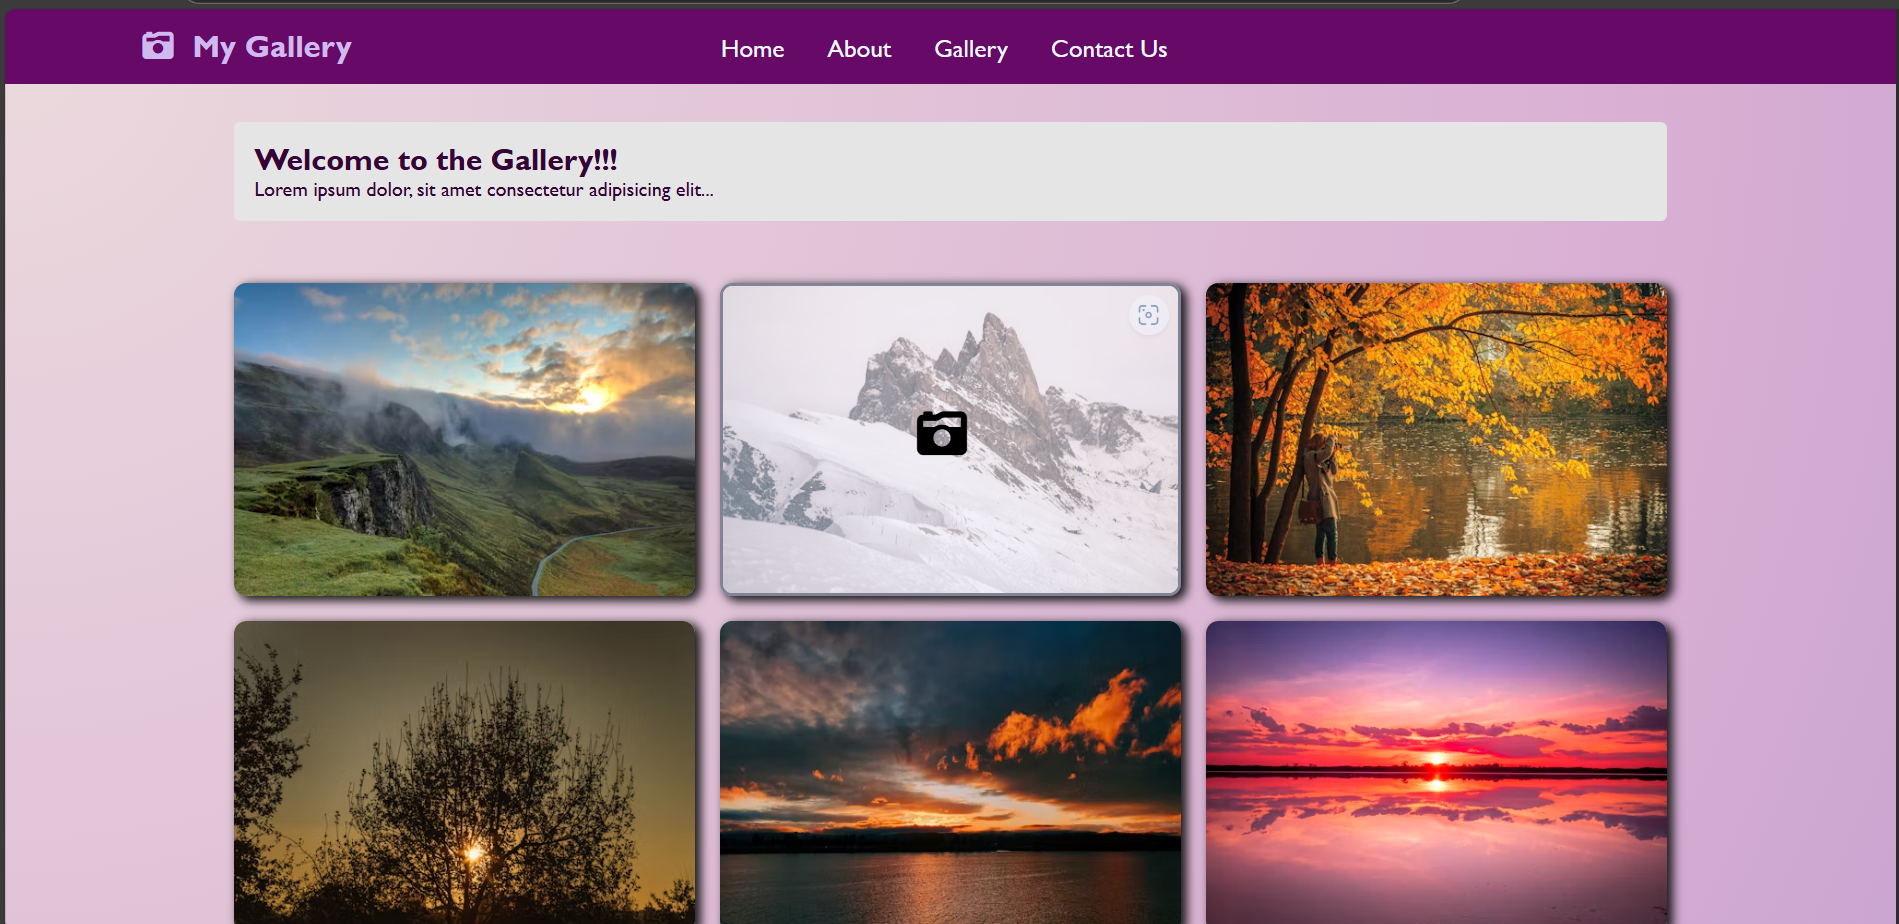 My Gallery
Home About Gallery Contact Us
Welcome to the Gallery!!!
Lorem ipsum dolor, sit amet consectetur adipisicing elit...